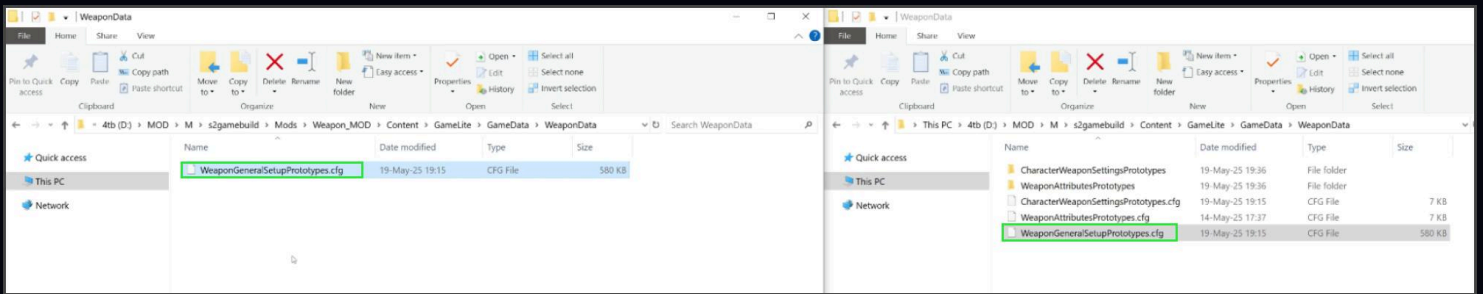 WeaponData
File Home Share View
Pin to Quick access
Copy
Paste
Cut
Copy path
Paste shortcut
Move to
Copy to
Delete
Rename
New folder
New item
Easy access
Properties
Open
Edit
History
Select all
Select none
Invert selection
Clipboard Organize New Open Select
4tb (D:) > MOD > M > s2gamebuild > Mods > Weapon_MOD > Content > GameLite > GameData > WeaponData
Search WeaponData
Quick access
This PC
Network
Name Date modified Type Size
WeaponGeneralSetupPrototypes.cfg 19-May-25 19:15 CFG File 580 KB
WeaponData
File Home Share View
Pin to Quick access
Copy
Paste
Cut
Copy path
Paste shortcut
Move to
Copy to
Delete
Rename
New folder
New item
Easy access
Properties
Open
Edit
History
Select all
Select none
Invert selection
Clipboard Organize New Open Select
This PC > 4tb (D:) > MOD > M > s2gamebuild > Content > GameLite > GameData > WeaponData
Quick access
This PC
Network
Name Date modified Type Size
CharacterWeaponSettingsPrototypes 19-May-25 19:36 File folder
WeaponAttributesPrototypes 19-May-25 19:36 File folder
CharacterWeaponSettingsPrototypes.cfg 19-May-25 19:15 CFG File 7 KB
WeaponAttributesPrototypes.cfg 14-May-25 17:37 CFG File 7 KB
WeaponGeneralSetupPrototypes.cfg 19-May-25 19:15 CFG File 580 KB